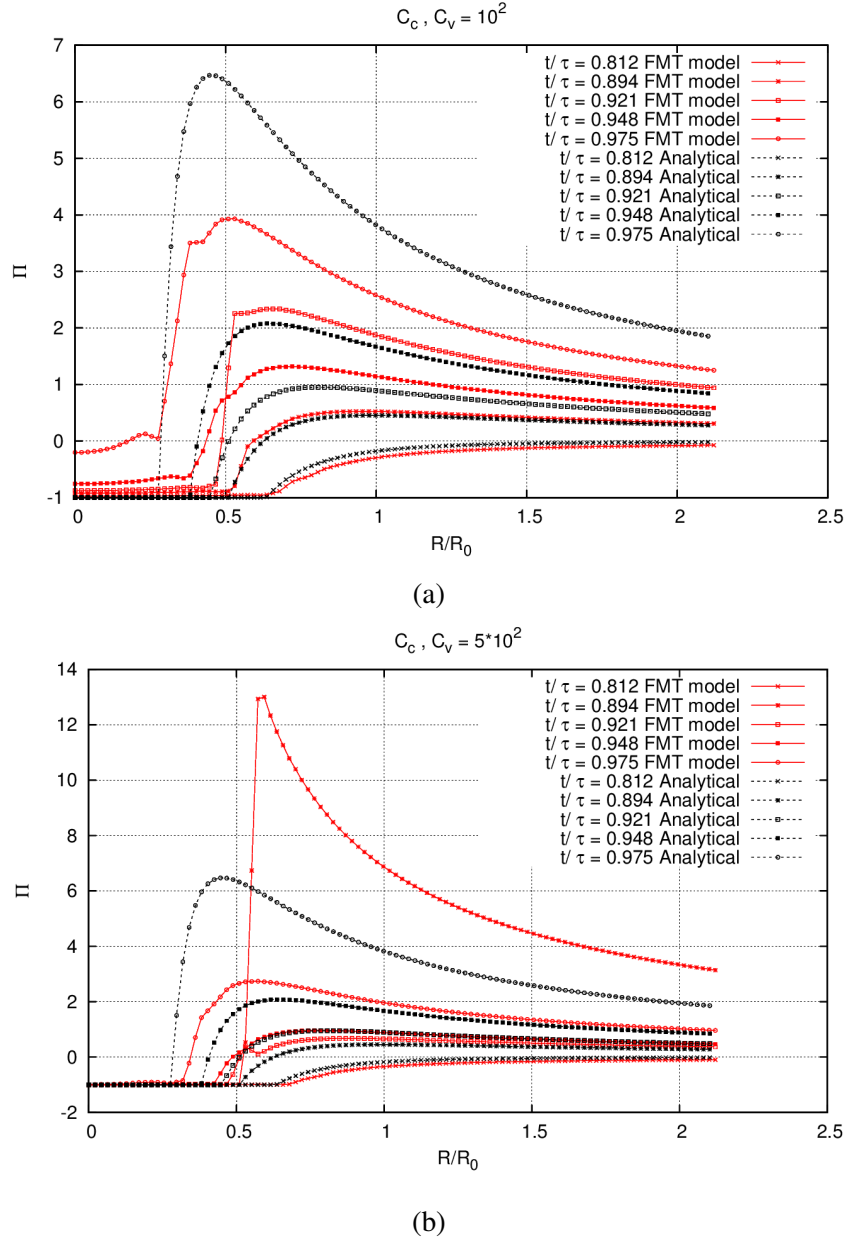 C_c , C_v = 10^2
t/ τ = 0.812 FMT model
t/ τ = 0.894 FMT model
t/ τ = 0.921 FMT model
t/ τ = 0.948 FMT model
t/ τ = 0.975 FMT model
t/ τ = 0.812 Analytical
t/ τ = 0.894 Analytical
t/ τ = 0.921 Analytical
t/ τ = 0.948 Analytical
t/ τ = 0.975 Analytical
7
6
5
4
3
2
1
0
-1
Π
0 0.5 1 1.5 2 2.5
R/R_0
(a)
C_c , C_v = 5*10^2
t/ τ = 0.812 FMT model
t/ τ = 0.894 FMT model
t/ τ = 0.921 FMT model
t/ τ = 0.948 FMT model
t/ τ = 0.975 FMT model
t/ τ = 0.812 Analytical
t/ τ = 0.894 Analytical
t/ τ = 0.921 Analytical
t/ τ = 0.948 Analytical
t/ τ = 0.975 Analytical
14
12
10
8
6
4
2
0
-2
Π
0 0.5 1 1.5 2 2.5
R/R_0
(b)